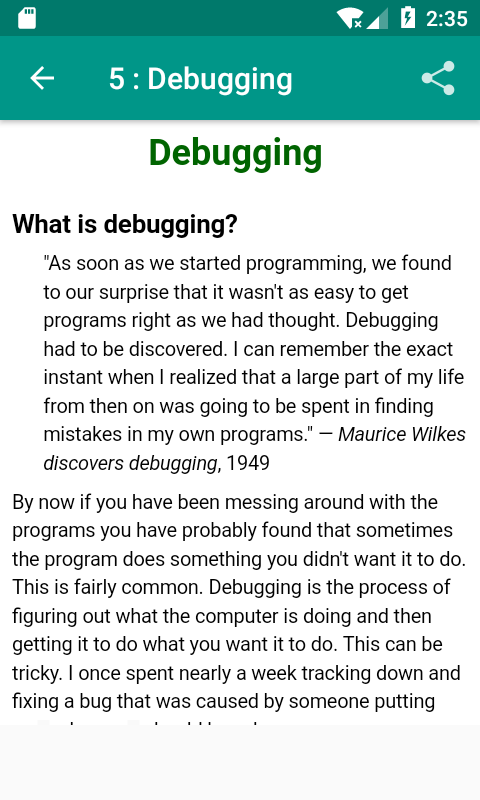 2:35
5 : Debugging
Debugging
What is debugging?
"As soon as we started programming, we found
to our surprise that it wasn't as easy to get
programs right as we had thought. Debugging
had to be discovered. I can remember the exact
instant when I realized that a large part of my life
from then on was going to be spent in finding
mistakes in my own programs." — Maurice Wilkes
discovers debugging, 1949
By now if you have been messing around with the
programs you have probably found that sometimes
the program does something you didn't want it to do.
This is fairly common. Debugging is the process of
figuring out what the computer is doing and then
getting it to do what you want it to do. This can be
tricky. I once spent nearly a week tracking down and
fixing a bug that was caused by someone putting